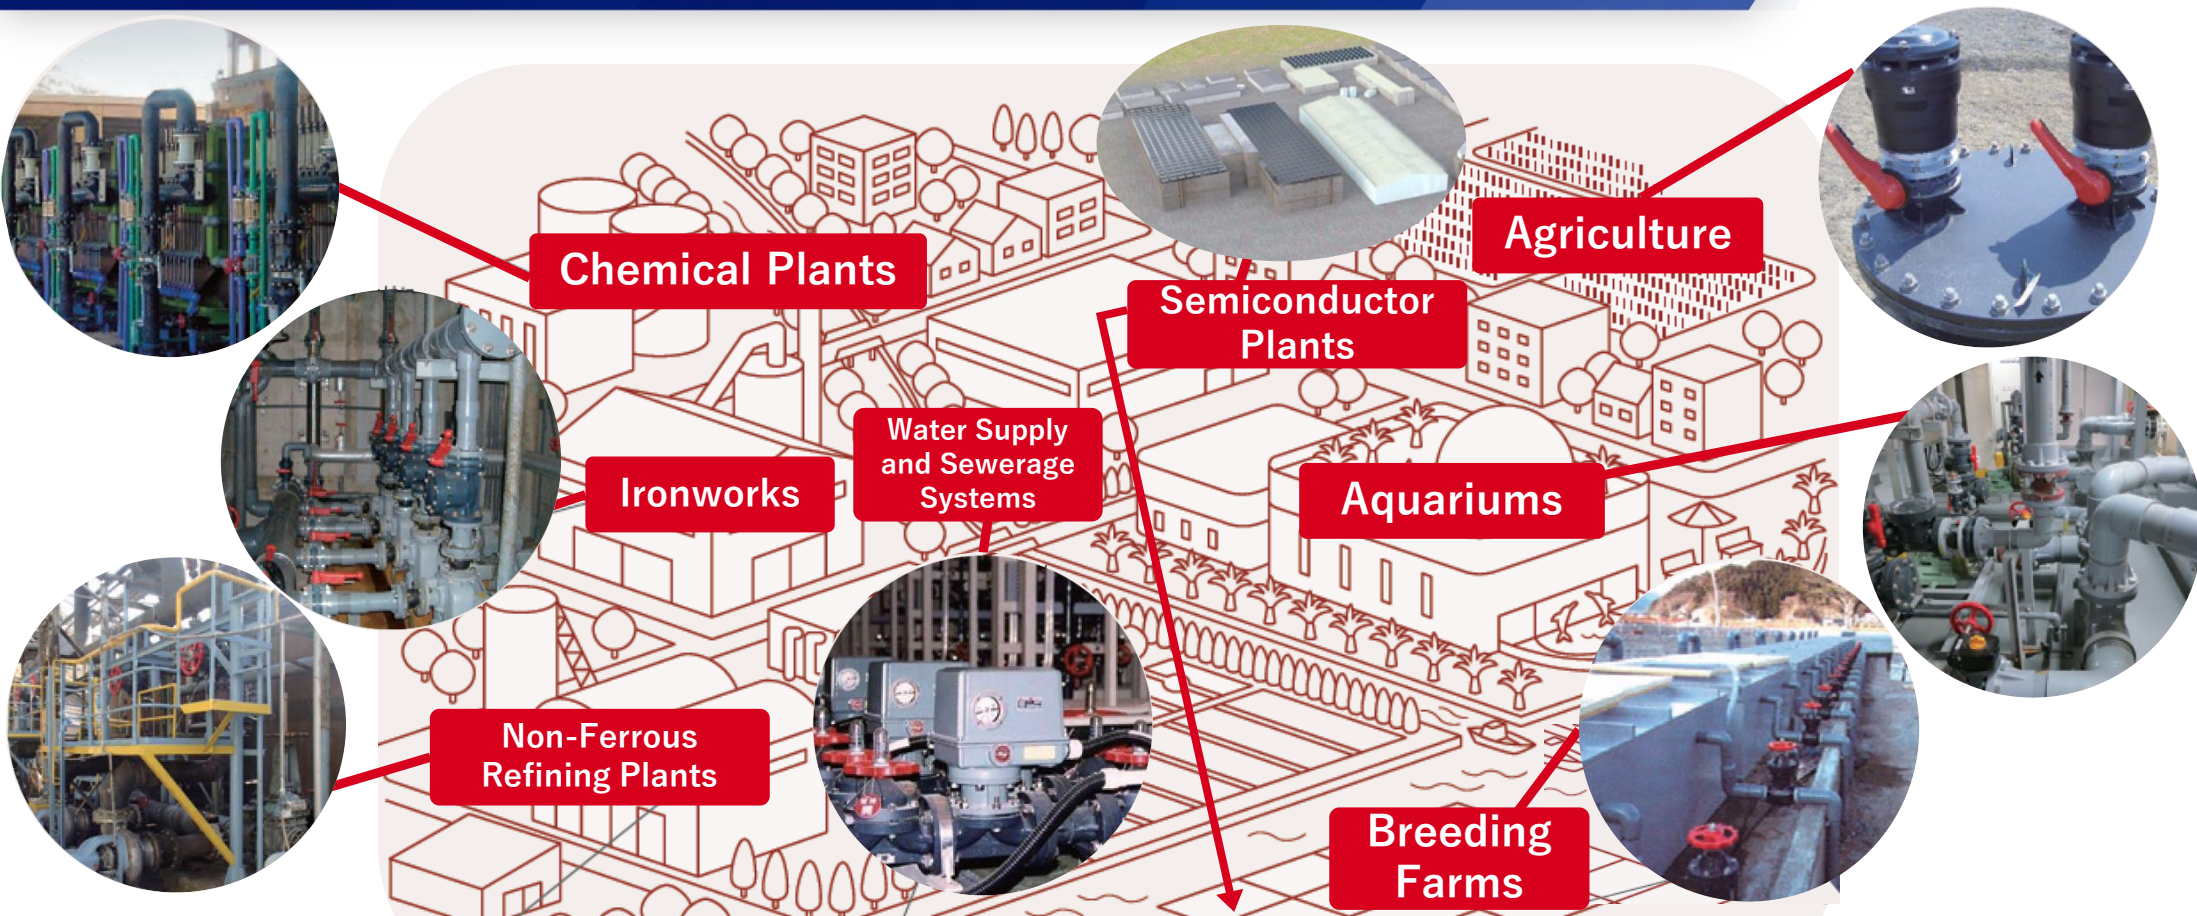 Chemical Plants
Agriculture
Semiconductor
Plants
Water Supply
and Sewerage
Systems
Ironworks
Aquariums
Non-Ferrous
Refining Plants
Breeding
Farms